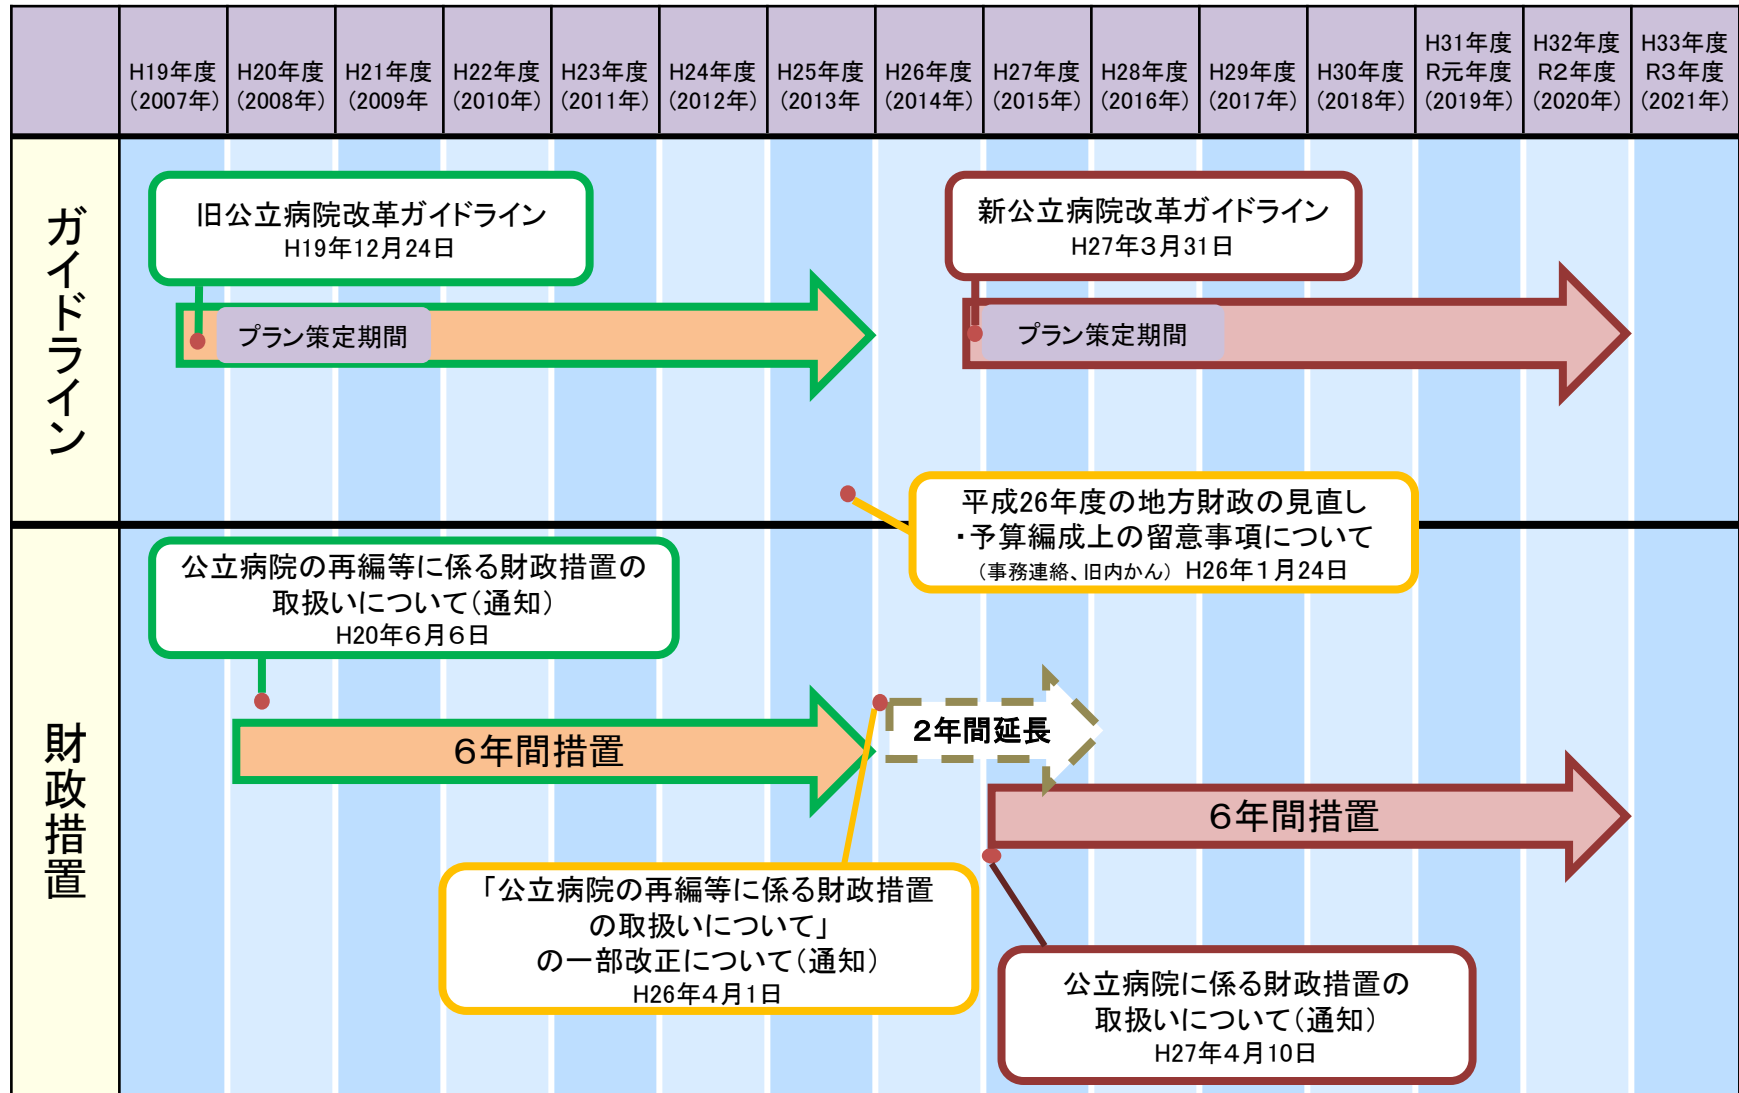 H19年度
（2007年）
H20年度
（2008年）
H21年度
（2009年
H22年度
（2010年）
H23年度
（2011年）
H24年度
（2012年）
H25年度
（2013年
H26年度
（2014年）
H27年度
（2015年）
H28年度
（2016年）
H29年度
（2017年）
H30年度
（2018年）
H31年度
R元年度
（2019年）
H32年度
R２年度
（2020年）
H33年度
R３年度
（2021年）
ガイドライン
旧公立病院改革ガイドライン
H19年12月24日
プラン策定期間
新公立病院改革ガイドライン
H27年３月31日
プラン策定期間
平成26年度の地方財政の見直し
・予算編成上の留意事項について
（事務連絡、旧内かん） H26年１月24日
財政措置
公立病院の再編等に係る財政措置の
取扱いについて（通知）
H20年６月６日
６年間措置
２年間延長
６年間措置
「公立病院の再編等に係る財政措置
の取扱いについて」
の一部改正について（通知）
H26年４月１日
公立病院に係る財政措置の
取扱いについて（通知）
H27年４月10日